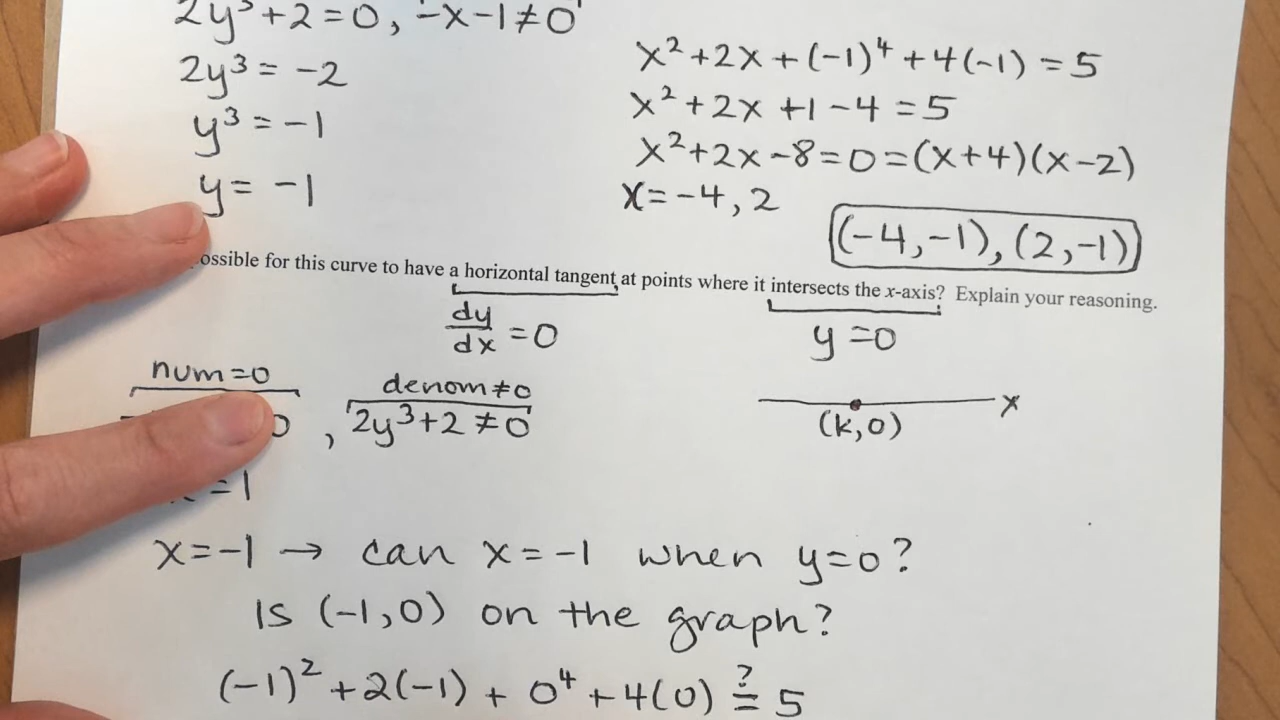 2y³+2=0, -x-1≠0
2y³ = -2
y³ = -1
y = -1
x²+2x+(-1)⁴+4(-1) = 5
x²+2x+1-4=5
x²+2x-8=0=(x+4)(x-2)
x=-4, 2
(-4,-1), (2,-1)
for this curve to have a horizontal tangent at points where it intersects the x-axis? Explain your reasoning.
dy/dx = 0
y=0
num=0
denom≠0
, 2y³+2≠0
x
(k,0)
=1
x=-1 → can x=-1 when y=0?
Is (-1,0) on the graph?
(-1)²+2(-1)+0⁴+4(0) ≟ 5